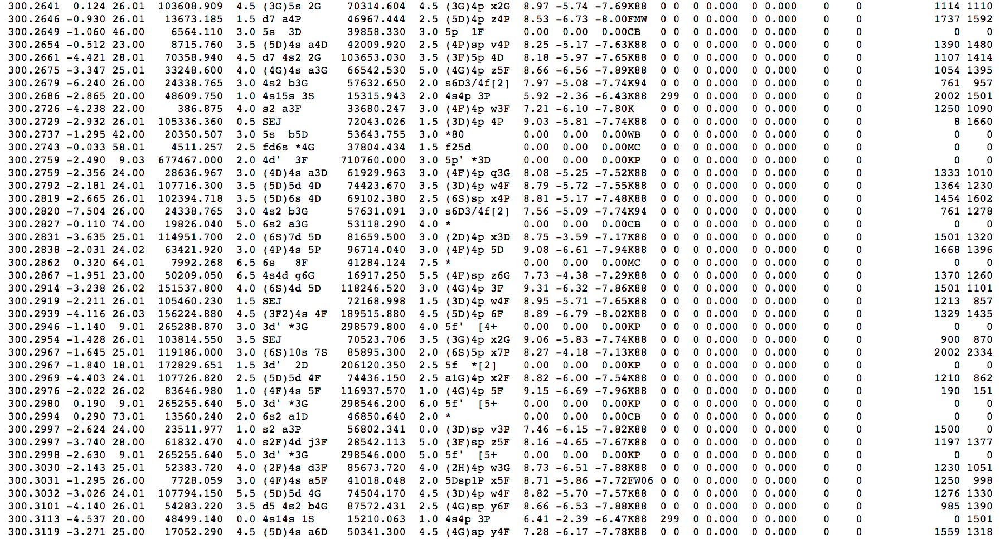 300.2641  0.124 26.01  103608.909  4.5 (3G)5s 2G   70314.604  4.5 (3G)4p x2G  8.97 -5.74 -7.69K88  0 0  0 0.000  0 0.000    0    0           1114 1110
300.2646 -0.930 26.01   13673.185  1.5 d7 a4P      46967.444  2.5 (5D)4p z4P  8.53 -6.73 -8.00FMW  0 0  0 0.000  0 0.000    0    0           1737 1592
300.2649 -1.060 46.00    6564.110  3.0 5s  3D      39858.330  3.0 5p  1F      0.00  0.00  0.00CB   0 0  0 0.000  0 0.000    0    0              0    0
300.2654 -0.512 23.00    8715.760  3.5 (5D)4s a4D  42009.920  2.5 (4P)sp v4P  8.25 -5.17 -7.63K88  0 0  0 0.000  0 0.000    0    0           1390 1480
300.2661 -4.421 28.01   70358.940  4.5 d7 4s2 2G  103653.030  3.5 (3F)5p 4D   8.18 -5.97 -7.65K88  0 0  0 0.000  0 0.000    0    0           1107 1414
300.2675 -3.347 25.01   33248.600  4.0 (4G)4s a3G  66542.530  5.0 (4G)4p z5F  8.66 -6.56 -7.89K88  0 0  0 0.000  0 0.000    0    0           1054 1395
300.2679 -6.240 26.00   24338.765  3.0 4s2 b3G     57632.650  2.0 s6D3/4f[2]  7.97 -5.08 -7.74K94  0 0  0 0.000  0 0.000    0    0            761  957
300.2686 -2.865 20.00   48609.750  1.0 4s15s 3S    15315.943  2.0 4s4p 3P     5.92 -2.36 -6.43K88  299  0 0.000  0 0.000    0    0           2002 1501
300.2726 -4.238 22.00     386.875  4.0 s2 a3F      33680.247  3.0 (4F)4p w3F  7.21 -6.10 -7.80K    0 0  0 0.000  0 0.000    0    0           1250 1090
300.2729 -2.932 26.01  105336.360  0.5 SEJ         72043.026  1.5 (3D)4p 4P   9.03 -5.81 -7.74K88  0 0  0 0.000  0 0.000    0    0              8 1660
300.2737 -1.295 42.00   20350.507  3.0 5s  b5D     53643.755  3.0 *80         0.00  0.00  0.00WB   0 0  0 0.000  0 0.000    0    0              0    0
300.2743 -0.033 58.01    4511.257  2.5 fd6s *4G    37804.434  1.5 f25d        0.00  0.00  0.00MC   0 0  0 0.000  0 0.000    0    0              0    0
300.2759 -2.490  9.03  677467.000  2.0 4d'  3F    710760.000  3.0 5p' *3D     0.00  0.00  0.00KP   0 0  0 0.000  0 0.000    0    0              0    0
300.2759 -2.356 24.00   28636.967  3.0 (4D)4s a3D  61929.963  3.0 (4F)4p q3G  8.08 -5.25 -7.52K88  0 0  0 0.000  0 0.000    0    0           1333 1010
300.2792 -2.181 24.01  107716.300  3.5 (5D)5d 4D   74423.670  3.5 (3D)4p w4F  8.79 -5.72 -7.55K88  0 0  0 0.000  0 0.000    0    0           1364 1230
300.2819 -2.665 26.01  102394.718  3.5 (5D)6s 4D   69102.380  2.5 (6S)sp x4P  8.81 -5.17 -7.48K88  0 0  0 0.000  0 0.000    0    0           1454 1602
300.2820 -7.504 26.00   24338.765  3.0 4s2 b3G     57631.091  3.0 s6D3/4f[2]  7.56 -5.09 -7.74K94  0 0  0 0.000  0 0.000    0    0            761 1278
300.2827 -0.110 74.00   19826.040  5.0 6s2 a3G     53118.290  4.0 *           0.00  0.00  0.00CB   0 0  0 0.000  0 0.000    0    0              0    0
300.2831 -3.635 25.01  114951.700  2.0 (6S)7d 5D   81659.500  3.0 (2D)4p x3D  8.75 -3.59 -7.17K88  0 0  0 0.000  0 0.000    0    0           1501 1320
300.2838 -2.031 24.02   63421.920  3.0 (4P)4s 5P   96714.040  3.0 (4F)4p 5D   9.08 -6.61 -7.94K88  0 0  0 0.000  0 0.000    0    0           1668 1396
300.2862  0.320 64.01    7992.268  6.5 6s   8F     41284.124  7.5 *           0.00  0.00  0.00MC   0 0  0 0.000  0 0.000    0    0              0    0
300.2867 -1.951 23.00   50209.050  6.5 4s4d g6G    16917.250  5.5 (4F)sp z6G  7.73 -4.38 -7.29K88  0 0  0 0.000  0 0.000    0    0           1370 1260
300.2914 -3.238 26.02  151537.800  4.0 (6S)4d 5D  118246.520  3.0 (4G)4p 3F   9.31 -6.32 -7.86K88  0 0  0 0.000  0 0.000    0    0           1501 1101
300.2919 -2.211 26.01  105460.230  1.5 SEJ         72168.998  1.5 (3D)4p w4F  8.95 -5.71 -7.65K88  0 0  0 0.000  0 0.000    0    0           1213  857
300.2939 -4.116 26.03  156224.880  4.5 (3F2)4s 4F 189515.880  4.5 (5D)4p 6F   8.89 -6.79 -8.02K88  0 0  0 0.000  0 0.000    0    0           1329 1435
300.2946 -1.140  9.01  265288.870  3.0 3d' *3G    298579.800  4.0 5f'  [4+    0.00  0.00  0.00KP   0 0  0 0.000  0 0.000    0    0              0    0
300.2954 -1.428 26.01  103814.550  3.5 SEJ         70523.706  3.5 (3G)4p x2G  9.06 -5.83 -7.74K88  0 0  0 0.000  0 0.000    0    0            900  870
300.2967 -1.645 25.01  119186.000  3.0 (6S)10s 7S  85895.300  2.0 (6S)5p x7P  8.27 -4.18 -7.13K88  0 0  0 0.000  0 0.000    0    0           2002 2334
300.2967 -1.840 18.01  172829.651  1.5 3d'  2D    206120.350  2.5 5f  *[2]    0.00  0.00  0.00KP   0 0  0 0.000  0 0.000    0    0              0    0
300.2969 -4.403 24.01  107726.820  2.5 (5D)5d 4F   74436.150  2.5 a1G)4p x2F  8.82 -6.00 -7.54K88  0 0  0 0.000  0 0.000    0    0           1210  862
300.2976 -2.022 26.02   83646.980  1.0 (4F)4s 5F  116937.570  1.0 (4G)4p 5F   9.15 -6.69 -7.96K88  0 0  0 0.000  0 0.000    0    0            190  151
300.2980  0.190  9.01  265255.640  5.0 3d' *3G    298546.200  6.0 5f'  [5+    0.00  0.00  0.00KP   0 0  0 0.000  0 0.000    0    0              0    0
300.2994  0.290 73.01   13560.240  2.0 6s2 a1D     46850.640  2.0 *           0.00  0.00  0.00CB   0 0  0 0.000  0 0.000    0    0              0    0
300.2997 -2.624 24.00   23511.977  1.0 s2 a3P      56802.341  0.0 (3D)sp v3P  7.46 -6.15 -7.82K88  0 0  0 0.000  0 0.000    0    0           1500    0
300.2997 -3.740 28.00   61832.470  4.0 s2F)4d j3F  28542.113  5.0 (3F)sp z5F  8.16 -4.65 -7.67K88  0 0  0 0.000  0 0.000    0    0           1197 1377
300.2998 -2.630  9.01  265255.640  5.0 3d' *3G    298546.000  5.0 5f'  [5+    0.00  0.00  0.00KP   0 0  0 0.000  0 0.000    0    0              0    0
300.3030 -2.143 25.01   52383.720  4.0 (2F)4s d3F  85673.720  4.0 (2H)4p w3G  8.73 -6.51 -7.88K88  0 0  0 0.000  0 0.000    0    0           1230 1051
300.3031 -1.295 26.00    7728.059  3.0 (4F)4s a5F  41018.048  2.0 5Dsp1P x5F  8.71 -5.86 -7.72FW06 0 0  0 0.000  0 0.000    0    0           1250  998
300.3032 -3.026 24.01  107794.150  5.5 (5D)5d 4G   74504.170  4.5 (3D)4p w4F  8.82 -5.70 -7.57K88  0 0  0 0.000  0 0.000    0    0           1276 1330
300.3101 -4.140 26.01   54283.220  3.5 d5 4s2 b4G  87572.431  2.5 (4G)sp y6F  8.66 -6.53 -7.88K88  0 0  0 0.000  0 0.000    0    0            985 1390
300.3113 -4.537 20.00   48499.140  0.0 4s14s 1S    15210.063  1.0 4s4p 3P     6.41 -2.39 -6.47K88  299  0 0.000  0 0.000    0    0              0 1501
300.3119 -3.271 25.00   17052.290  4.5 (5D)4s a6D  50341.300  4.5 (4G)sp y4F  7.28 -6.17 -7.78K88  0 0  0 0.000  0 0.000    0    0           1559 1318